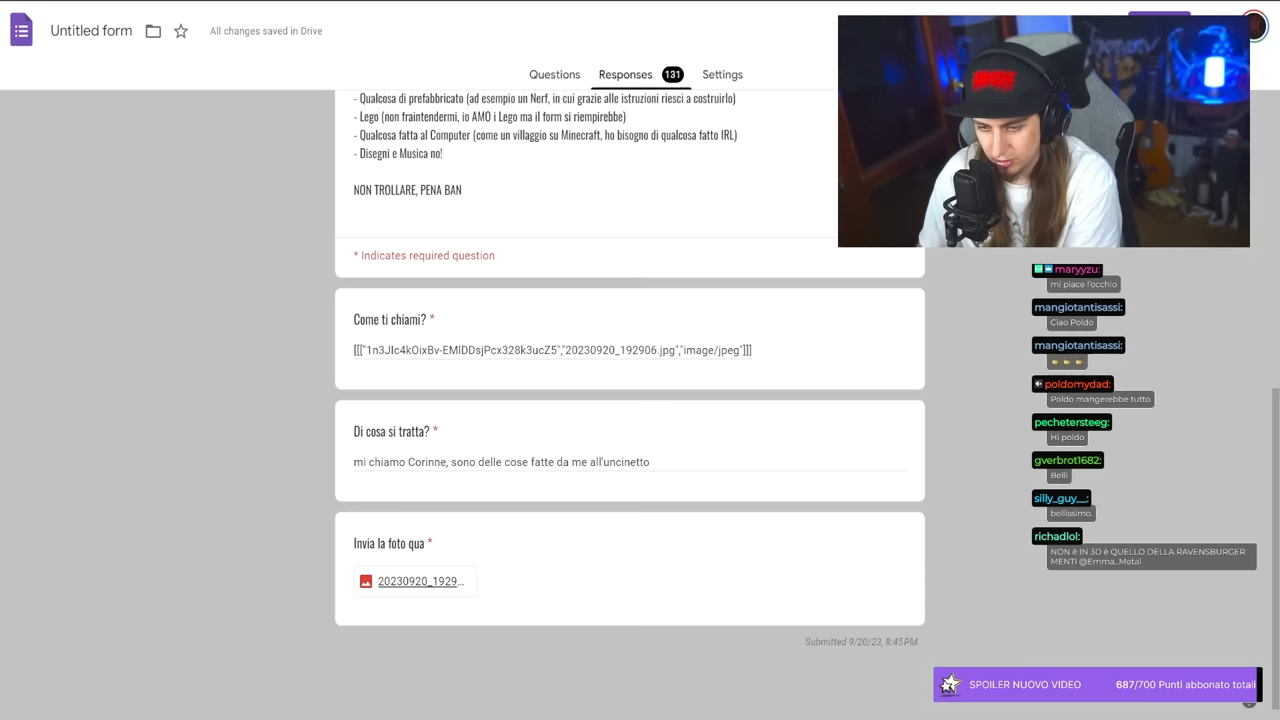 Untitled form
All changes saved in Drive
Questions
Responses
131
Settings
- Qualcosa di prefabbricato (ad esempio un Nerf, in cui grazie alle istruzioni riesci a costruirlo)
- Lego (non fraintendermi, io AMO i Lego ma il form si riempirebbe)
- Qualcosa fatta al Computer (come un villaggio su Minecraft, ho bisogno di qualcosa fatto IRL)
- Disegni e Musica no!
NON TROLLARE, PENA BAN
* Indicates required question
Come ti chiami? *
[[["1n3JIc4kOixBv-EMlDDsjPcx328k3ucZ5","20230920_192906.jpg","image/jpeg"]]]
Di cosa si tratta? *
mi chiamo Corinne, sono delle cose fatte da me all'uncinetto
Invia la foto qua *
20230920_1929...
Submitted 9/20/23, 8:45 PM
maryyzu:
mi piace l'occhio
mangiotantisassi:
Ciao Poldo
mangiotantisassi:
poldomydad:
Poldo mangerebbe tutto
pechetersteeg:
Hi poldo
gverbrot1682:
Belli
silly_guy__:
bellissimo.
richadlol:
NON è IN 3D è QUELLO DELLA RAVENSBURGER
MENTI @Emma_Metal
SPOILER NUOVO VIDEO
687/700 Punti abbonato totali